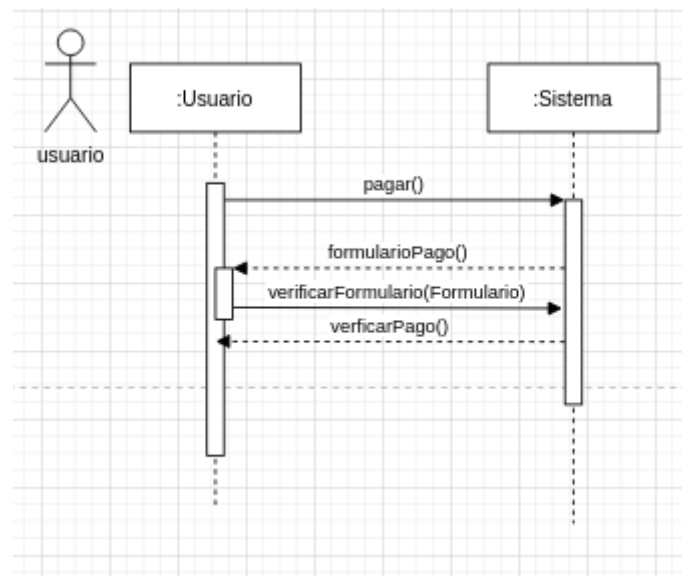 :Usuario
:Sistema
usuario
pagar()
formularioPago()
verificarFormulario(Formulario)
verficarPago()